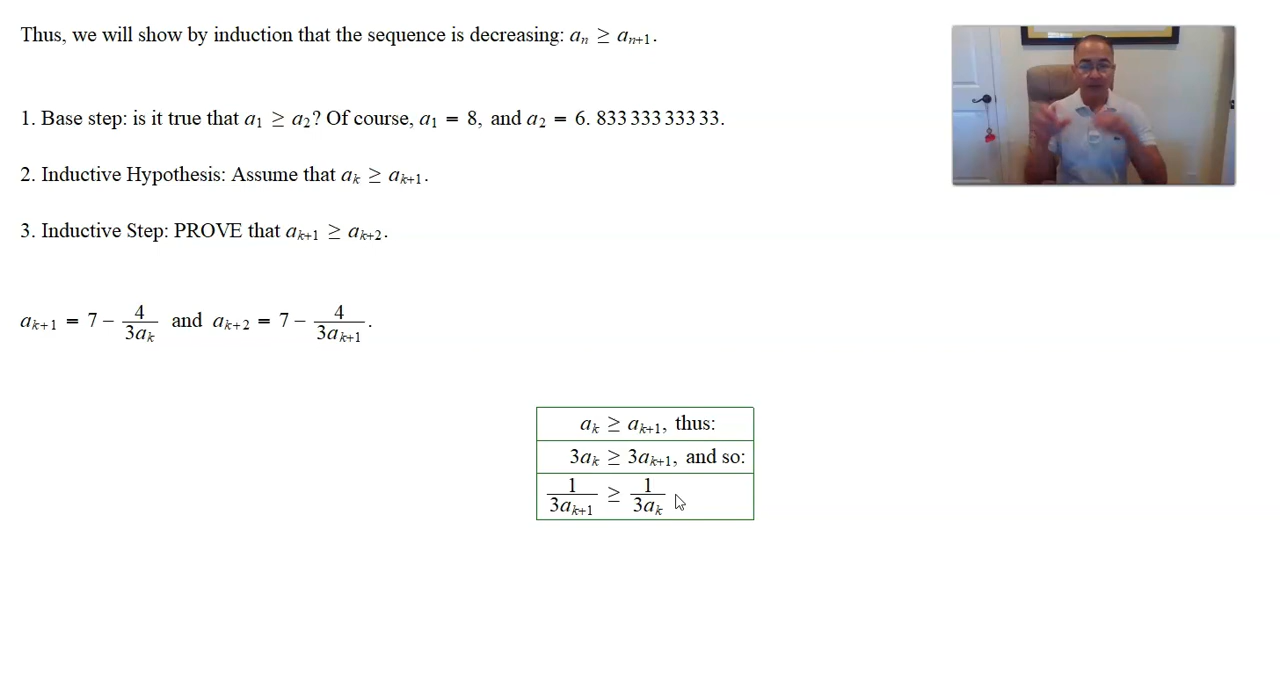 Thus, we will show by induction that the sequence is decreasing: aₙ ≥ aₙ₊₁.
1. Base step: is it true that a₁ ≥ a₂? Of course, a₁ = 8, and a₂ = 6. 833 333 333 33.
2. Inductive Hypothesis: Assume that aₖ ≥ aₖ₊₁.
3. Inductive Step: PROVE that aₖ₊₁ ≥ aₖ₊₂.
aₖ₊₁ = 7 − 4/(3aₖ) and aₖ₊₂ = 7 − 4/(3aₖ₊₁).
aₖ ≥ aₖ₊₁, thus:
3aₖ ≥ 3aₖ₊₁, and so:
1/(3aₖ₊₁) ≥ 1/(3aₖ)